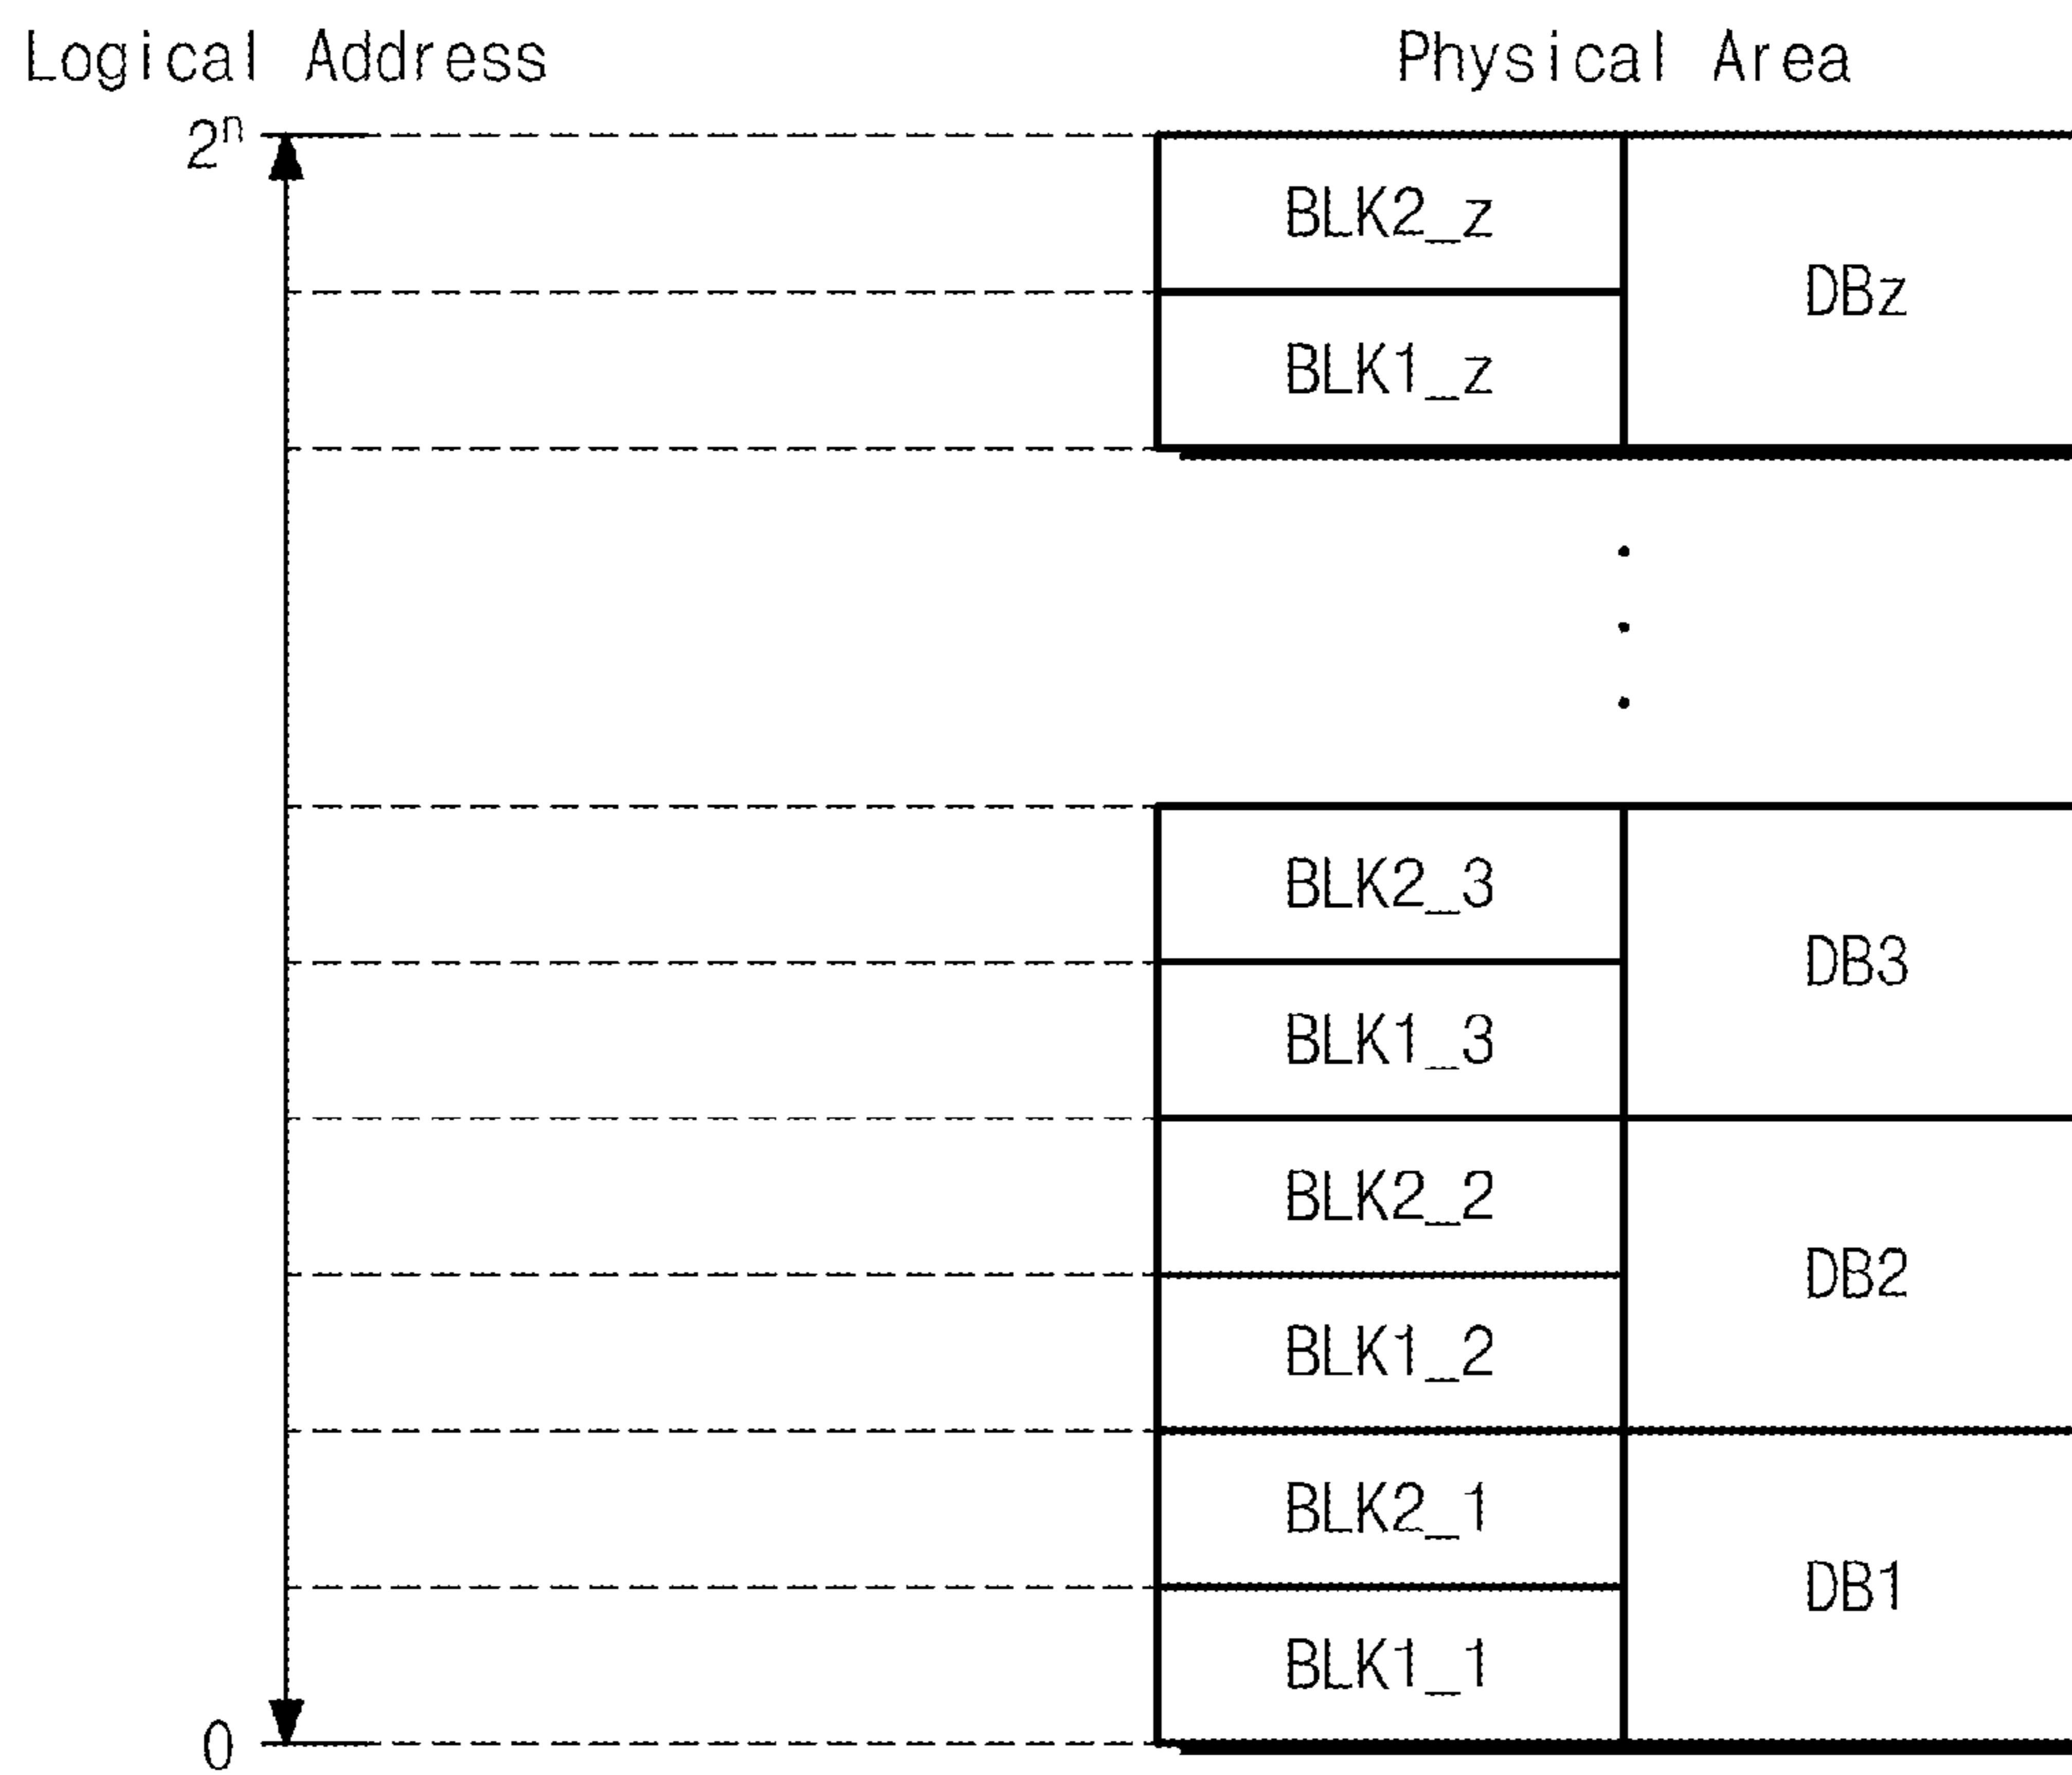 Logical Address Physical Area
2ⁿ
BLK2_z
DBz
BLK1_z
BLK2_3
DB3
BLK1_3
BLK2_2
DB2
BLK1_2
BLK2_1
DB1
BLK1_1
0